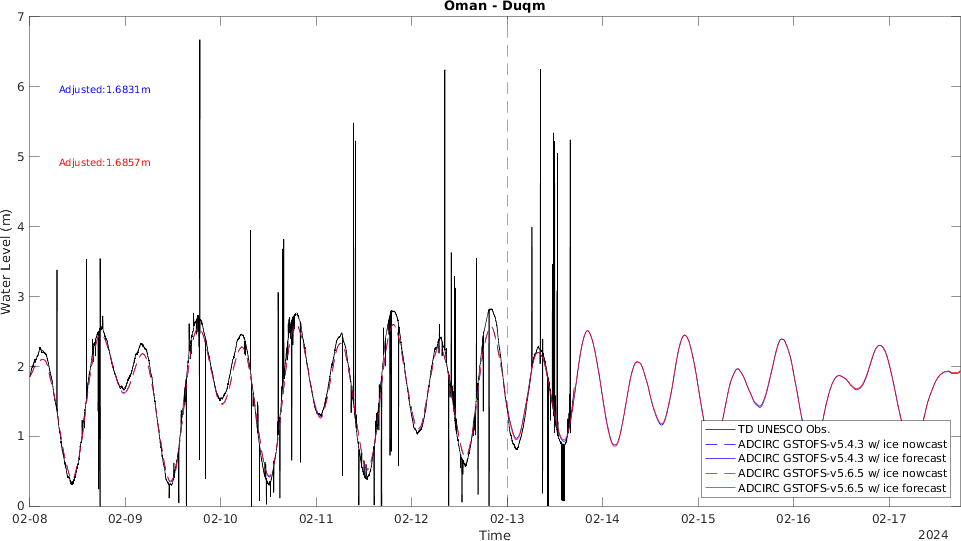 Oman - Duqm
7
6
5
4
3
2
1
0
Water Level (m)
Adjusted:1.6831m
Adjusted:1.6857m
TD UNESCO Obs.
ADCIRC GSTOFS-v5.4.3 w/ ice nowcast
ADCIRC GSTOFS-v5.4.3 w/ ice forecast
ADCIRC GSTOFS-v5.6.5 w/ ice nowcast
ADCIRC GSTOFS-v5.6.5 w/ ice forecast
02-08 02-09 02-10 02-11 02-12 02-13 02-14 02-15 02-16 02-17
Time
2024